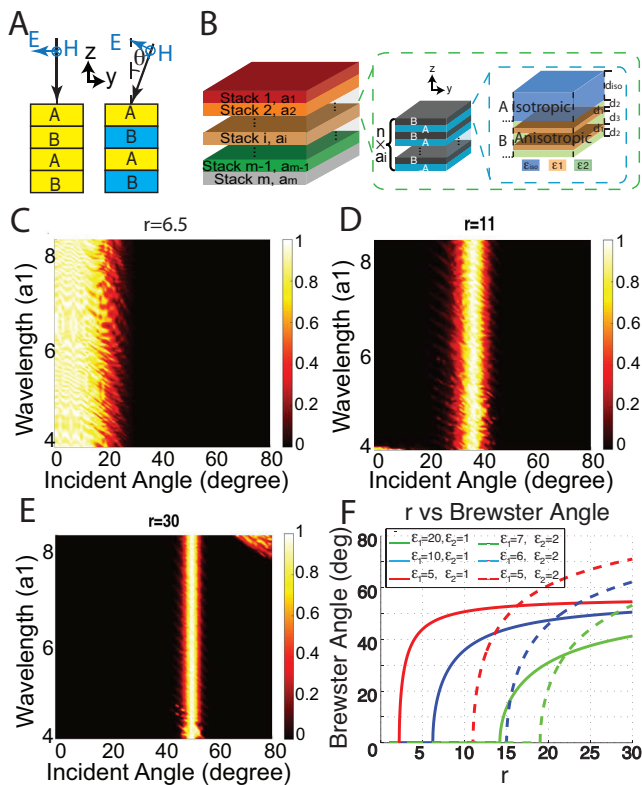 A
E
H
z
y
E
θ
H
A
B
A
B
A
B
A
B
B
Stack 1, a1
Stack 2, a2
Stack i, ai
Stack m-1, am-1
Stack m, am
n
×
ai
z
y
B
A
B
A
B
A
A isotropic
B Anisotropic
diso
d2
d3
d1
d2
εiso
ε1
ε2
C
r=6.5
Wavelength (a1)
8
6
4
0 20 40 60 80
Incident Angle (degree)
1
0.8
0.6
0.4
0.2
0
D
r=11
Wavelength (a1)
8
6
4
0 20 40 60 80
Incident Angle (degree)
1
0.8
0.6
0.4
0.2
0
E
r=30
Wavelength (a1)
8
6
4
0 20 40 60 80
Incident Angle (degree)
1
0.8
0.6
0.4
0.2
0
F
r vs Brewster Angle
ε1=20, ε2=1
ε1=7, ε2=2
ε1=10, ε2=1
ε1=6, ε2=2
ε1=5, ε2=1
ε1=5, ε2=2
Brewster Angle (deg)
80
60
40
20
0
0 5 10 15 20 25 30
r